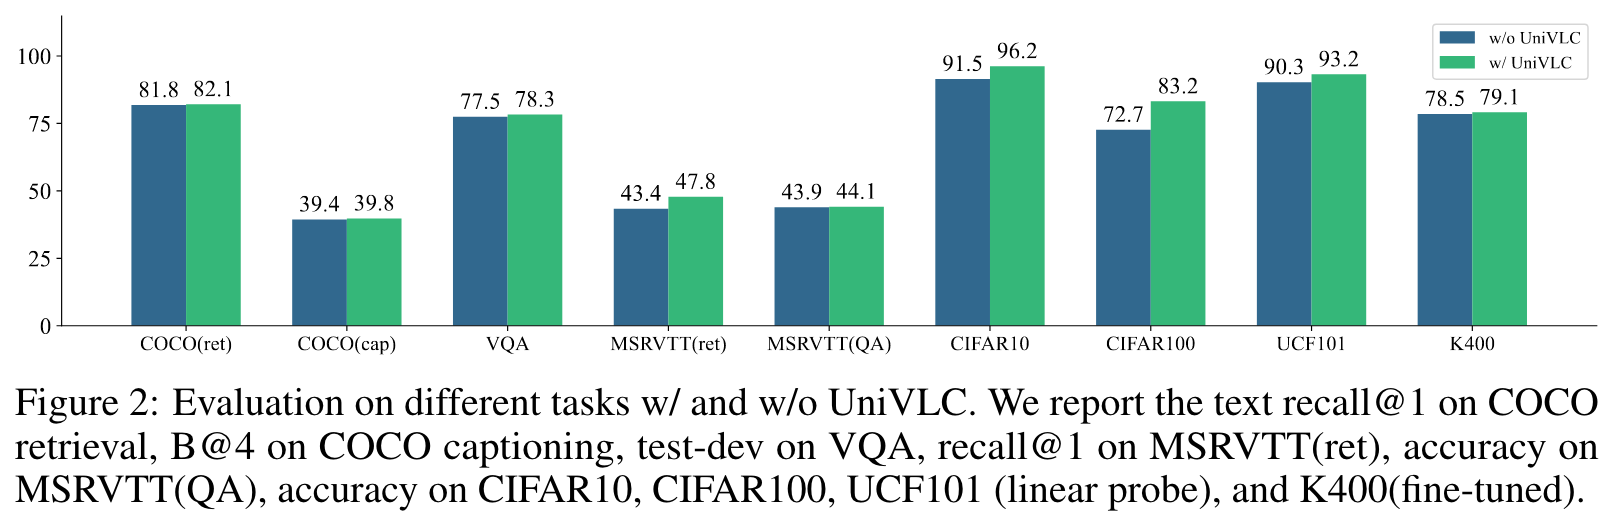 100
75
50
25
0
w/o UniVLC
w/ UniVLC
81.8 82.1
39.4 39.8
77.5 78.3
43.4 47.8
43.9 44.1
91.5 96.2
72.7 83.2
90.3 93.2
78.5 79.1
COCO(ret) COCO(cap) VQA MSRVTT(ret) MSRVTT(QA) CIFAR10 CIFAR100 UCF101 K400
Figure 2: Evaluation on different tasks w/ and w/o UniVLC. We report the text recall@1 on COCO
retrieval, B@4 on COCO captioning, test-dev on VQA, recall@1 on MSRVTT(ret), accuracy on
MSRVTT(QA), accuracy on CIFAR10, CIFAR100, UCF101 (linear probe), and K400(fine-tuned).